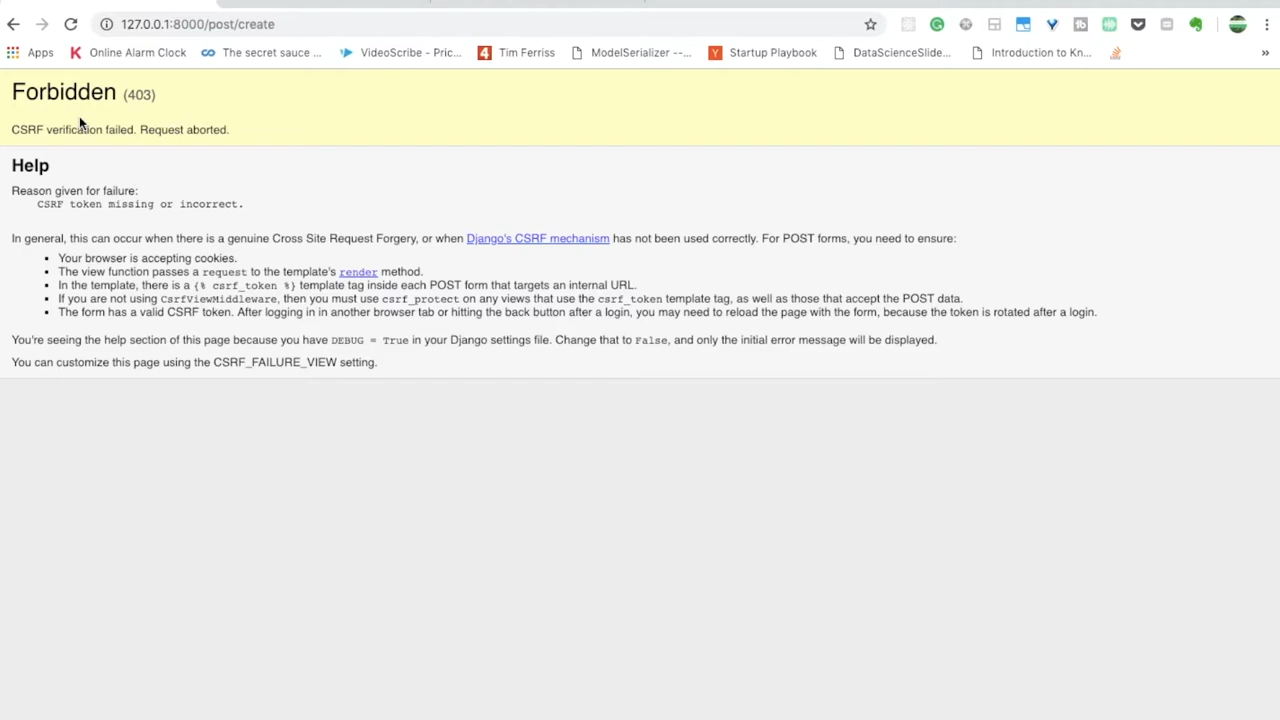 127.0.0.1:8000/post/create
Apps Online Alarm Clock The secret sauce ... VideoScribe - Pric... Tim Ferriss ModelSerializer --... Startup Playbook DataScienceSlide... Introduction to Kn... »
Forbidden (403)
CSRF verification failed. Request aborted.
Help
Reason given for failure:
CSRF token missing or incorrect.
In general, this can occur when there is a genuine Cross Site Request Forgery, or when Django's CSRF mechanism has not been used correctly. For POST forms, you need to ensure:
Your browser is accepting cookies.
The view function passes a request to the template's render method.
In the template, there is a {% csrf_token %} template tag inside each POST form that targets an internal URL.
If you are not using CsrfViewMiddleware, then you must use csrf_protect on any views that use the csrf_token template tag, as well as those that accept the POST data.
The form has a valid CSRF token. After logging in in another browser tab or hitting the back button after a login, you may need to reload the page with the form, because the token is rotated after a login.
You're seeing the help section of this page because you have DEBUG = True in your Django settings file. Change that to False, and only the initial error message will be displayed.
You can customize this page using the CSRF_FAILURE_VIEW setting.